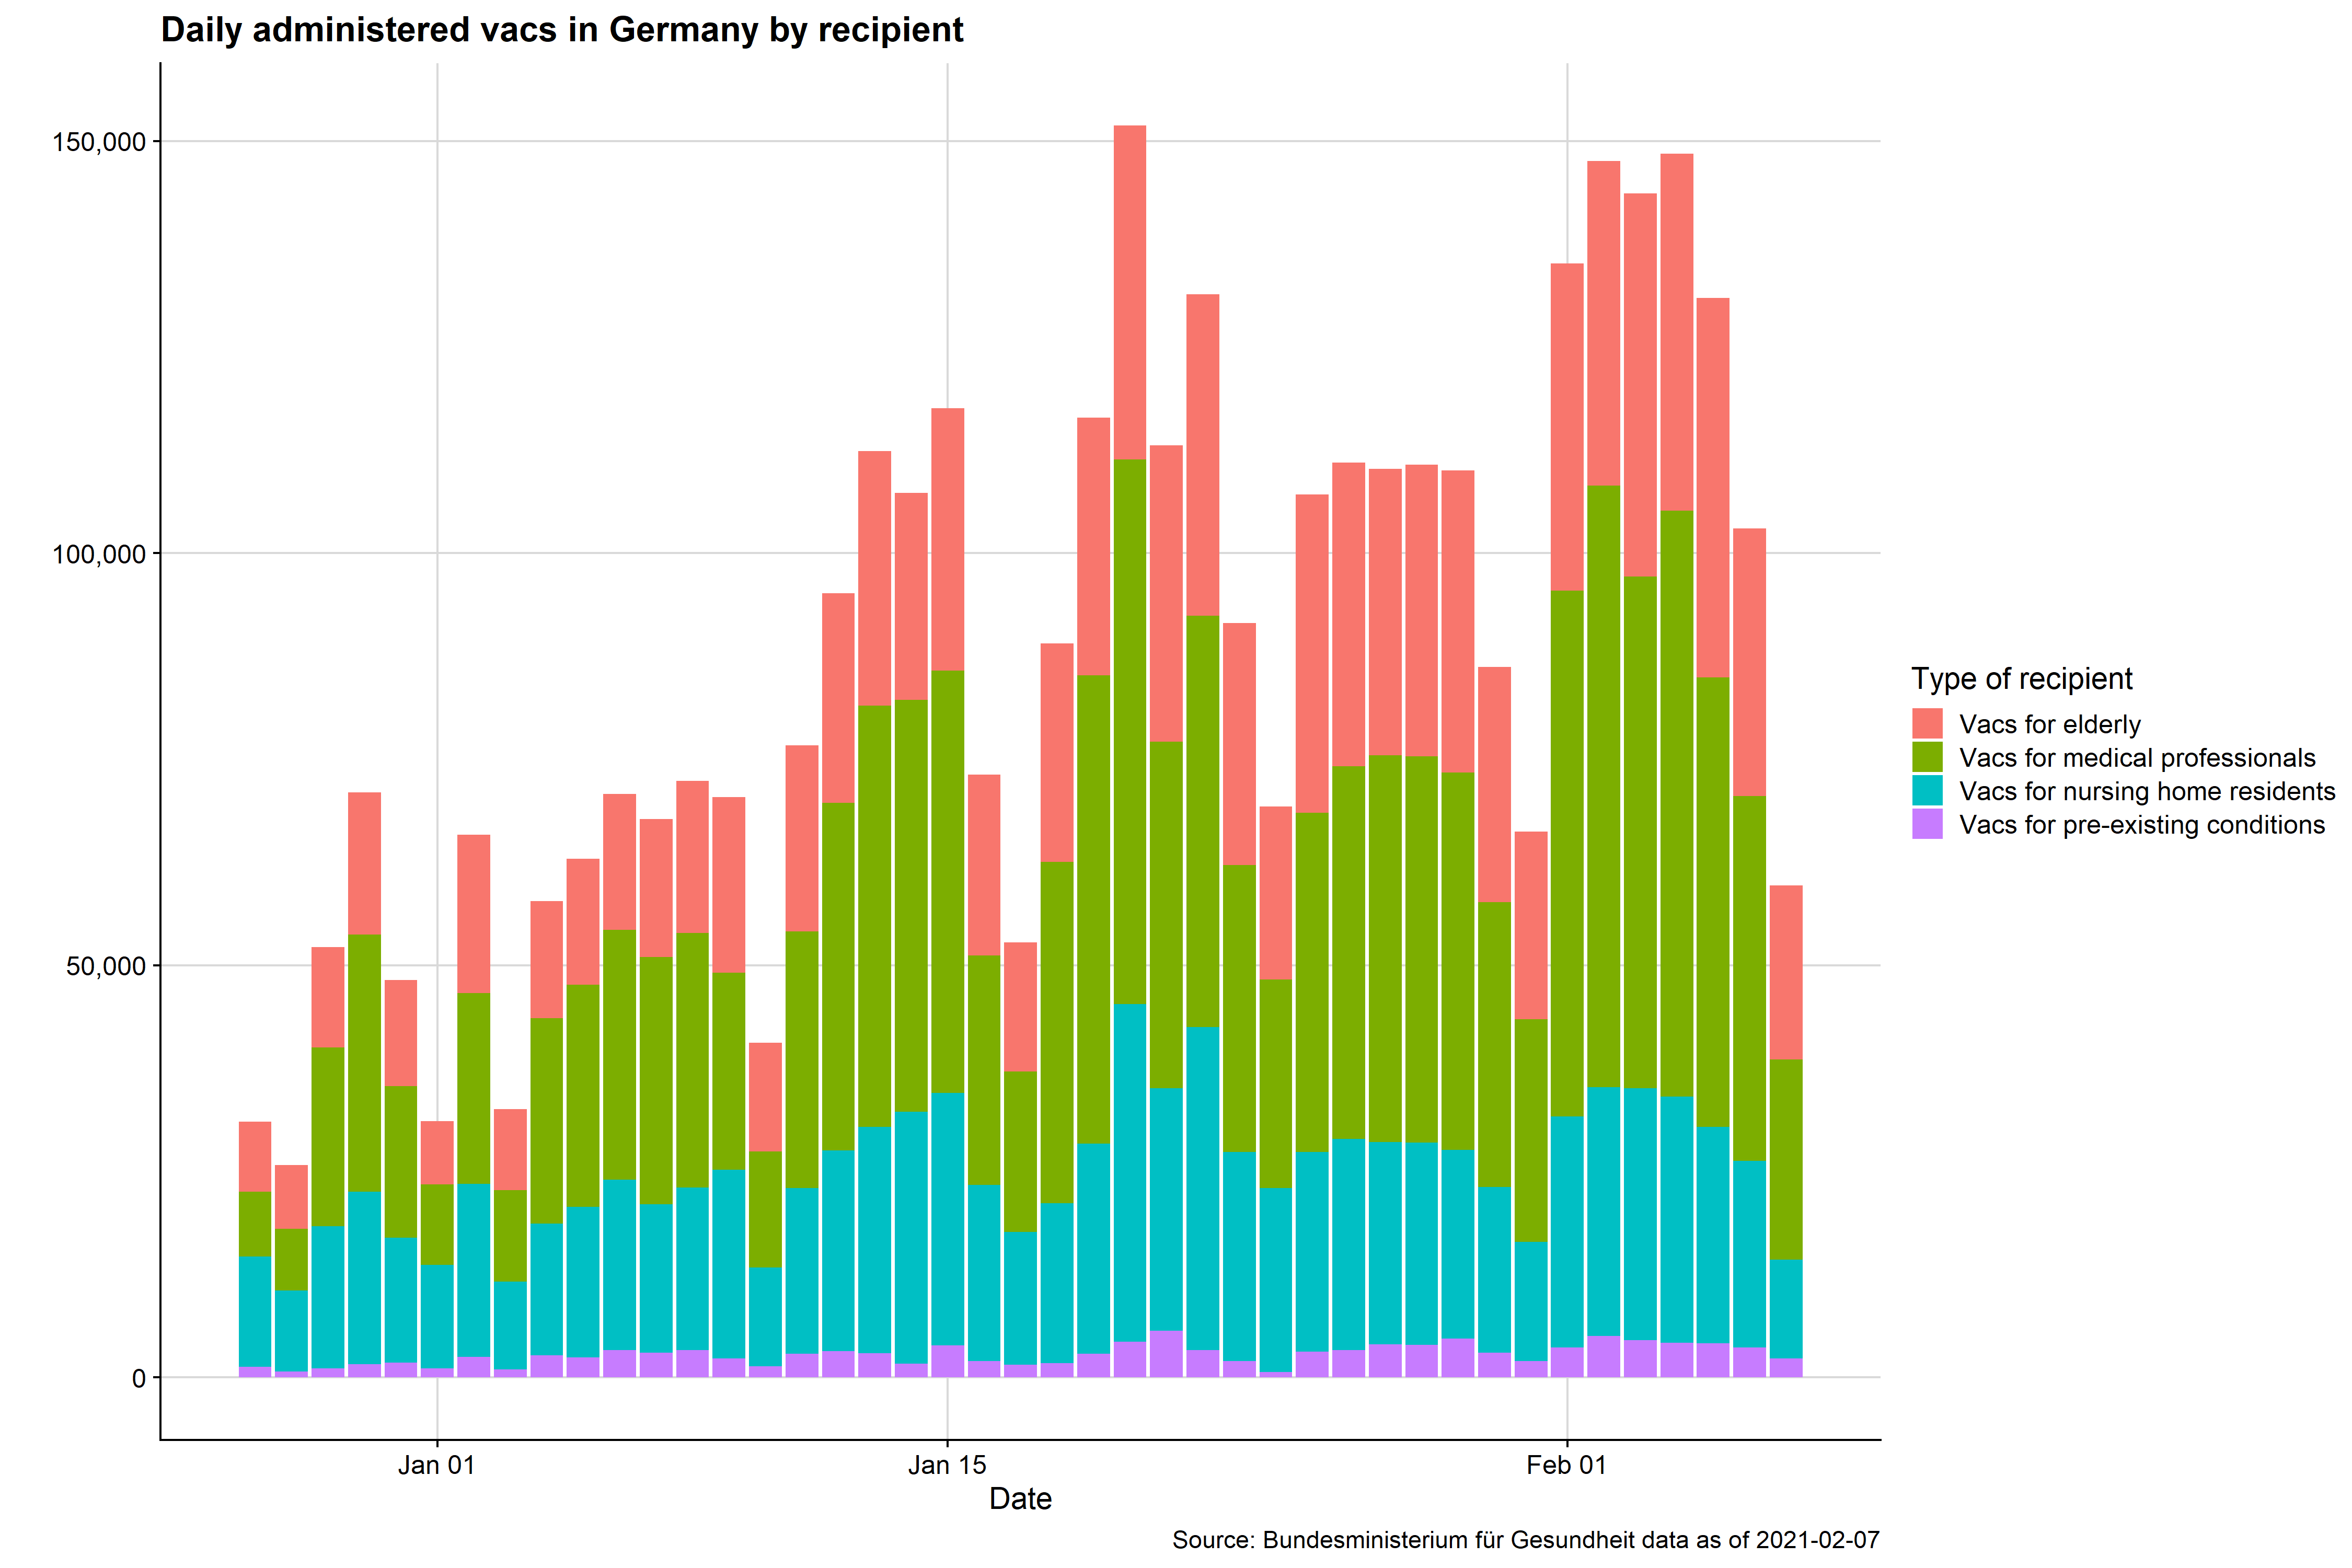 Daily administered vacs in Germany by recipient
150,000
100,000
50,000
0
Jan 01
Jan 15
Feb 01
Date
Type of recipient
Vacs for elderly
Vacs for medical professionals
Vacs for nursing home residents
Vacs for pre-existing conditions
Source: Bundesministerium für Gesundheit data as of 2021-02-07